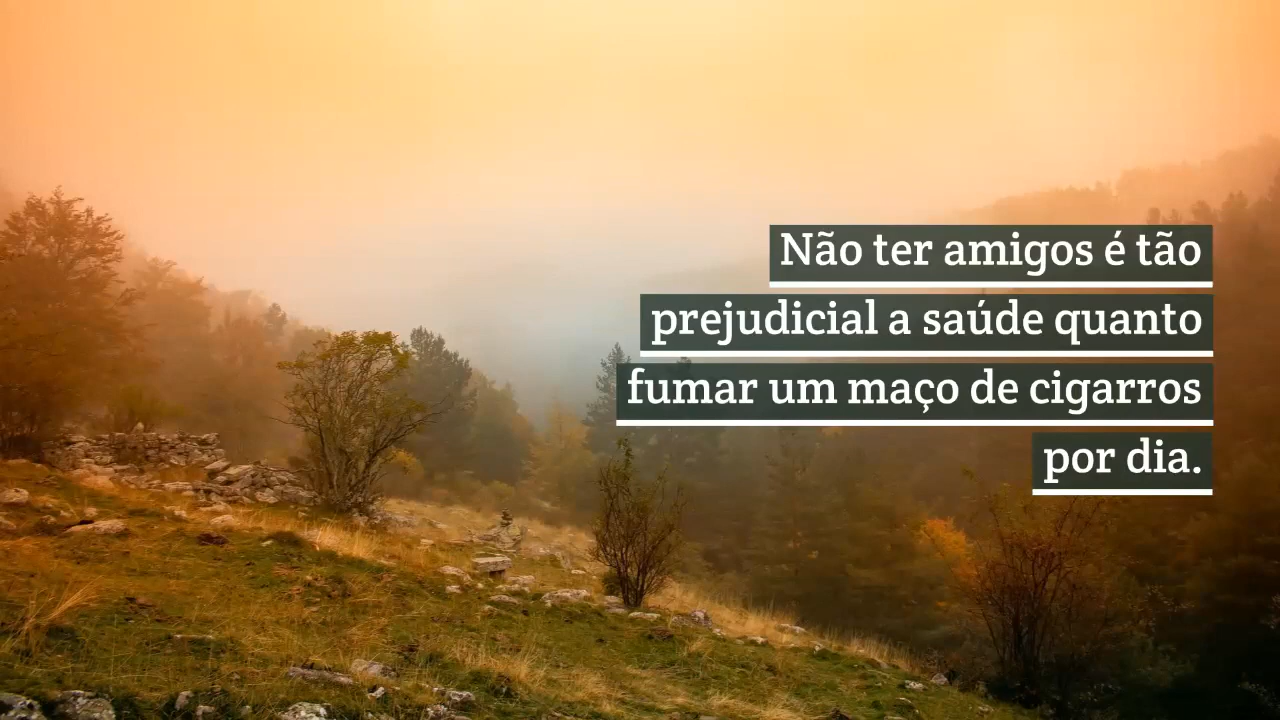 Não ter amigos é tão
prejudicial a saúde quanto
fumar um maço de cigarros
por dia.